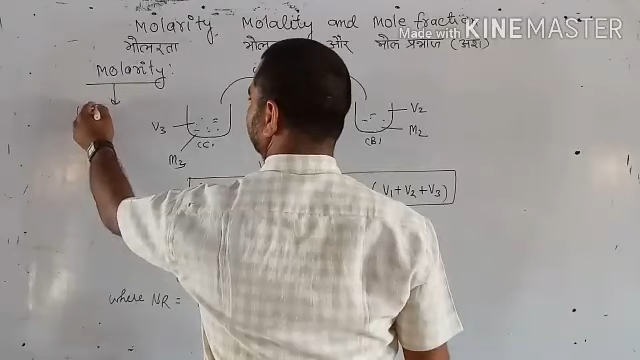 Molarity, Molality and Mole fraction
मोलरता मोल और मोल प्रभाज (अंश)
Made with KINEMASTER
Molarity:
V3 V2
M3 (C) (B) M2
(V1+V2+V3)
where NR =